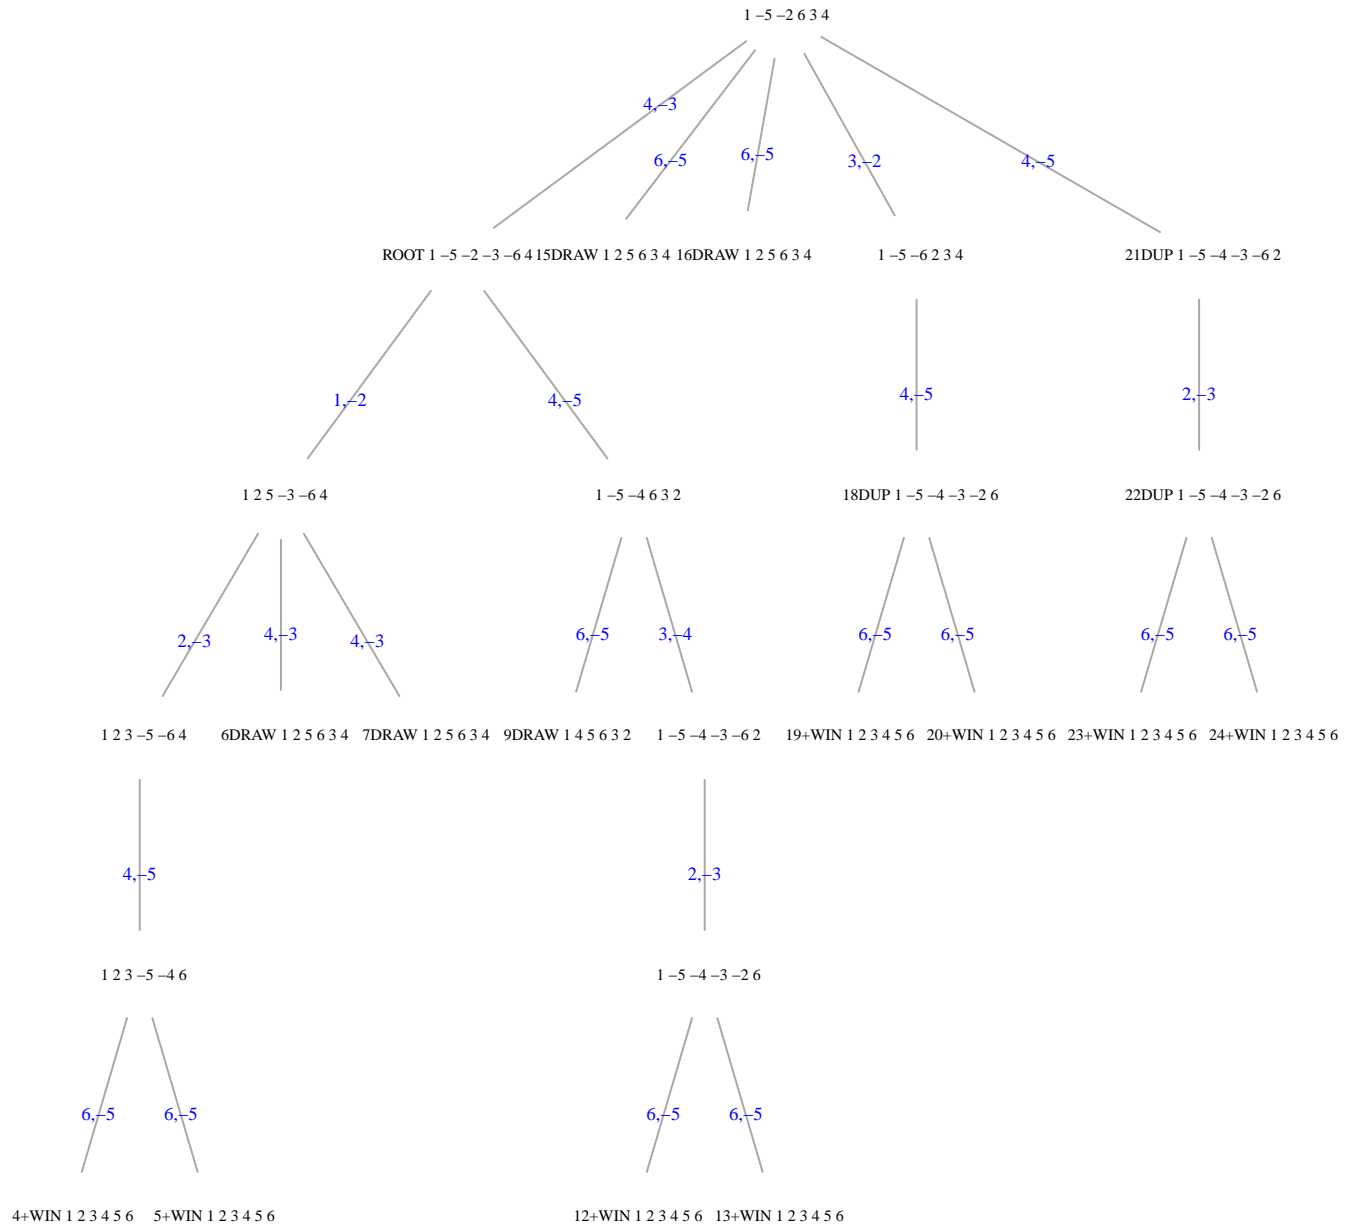 1 –5 –2 6 3 4
4,–3
6,–5
6,–5
3,–2
4,–5
ROOT 1 –5 –2 –3 –6 4
15DRAW 1 2 5 6 3 4
16DRAW 1 2 5 6 3 4
1 –5 –6 2 3 4
21DUP 1 –5 –4 –3 –6 2
1,–2
4,–5
4,–5
2,–3
1 2 5 –3 –6 4
1 –5 –4 6 3 2
18DUP 1 –5 –4 –3 –2 6
22DUP 1 –5 –4 –3 –2 6
2,–3
4,–3
4,–3
6,–5
3,–4
6,–5
6,–5
6,–5
6,–5
1 2 3 –5 –6 4
6DRAW 1 2 5 6 3 4
7DRAW 1 2 5 6 3 4
9DRAW 1 4 5 6 3 2
1 –5 –4 –3 –6 2
19+WIN 1 2 3 4 5 6
20+WIN 1 2 3 4 5 6
23+WIN 1 2 3 4 5 6
24+WIN 1 2 3 4 5 6
4,–5
2,–3
1 2 3 –5 –4 6
1 –5 –4 –3 –2 6
6,–5
6,–5
6,–5
6,–5
4+WIN 1 2 3 4 5 6
5+WIN 1 2 3 4 5 6
12+WIN 1 2 3 4 5 6
13+WIN 1 2 3 4 5 6